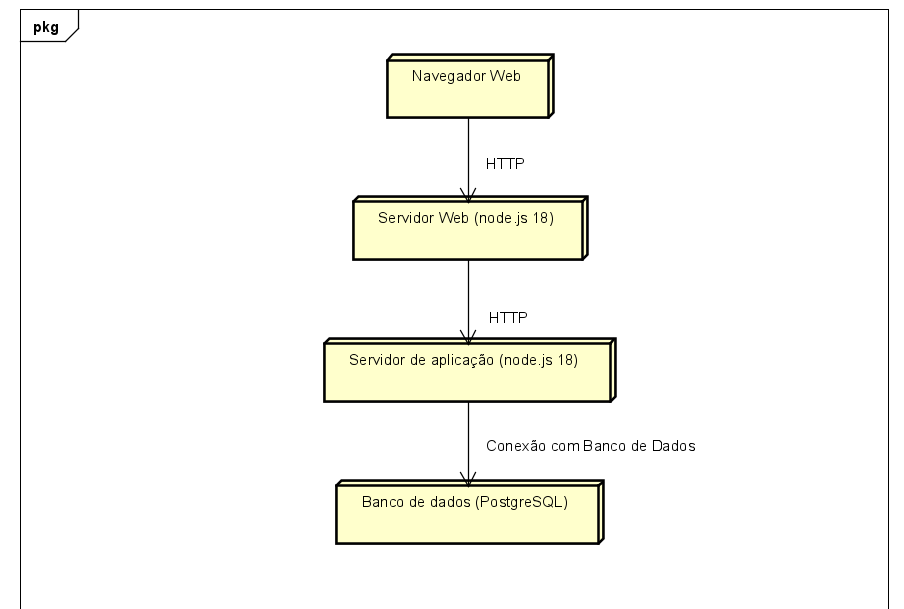 pkg
Navegador Web
HTTP
Servidor Web (node.js 18)
HTTP
Servidor de aplicação (node.js 18)
Conexão com Banco de Dados
Banco de dados (PostgreSQL)